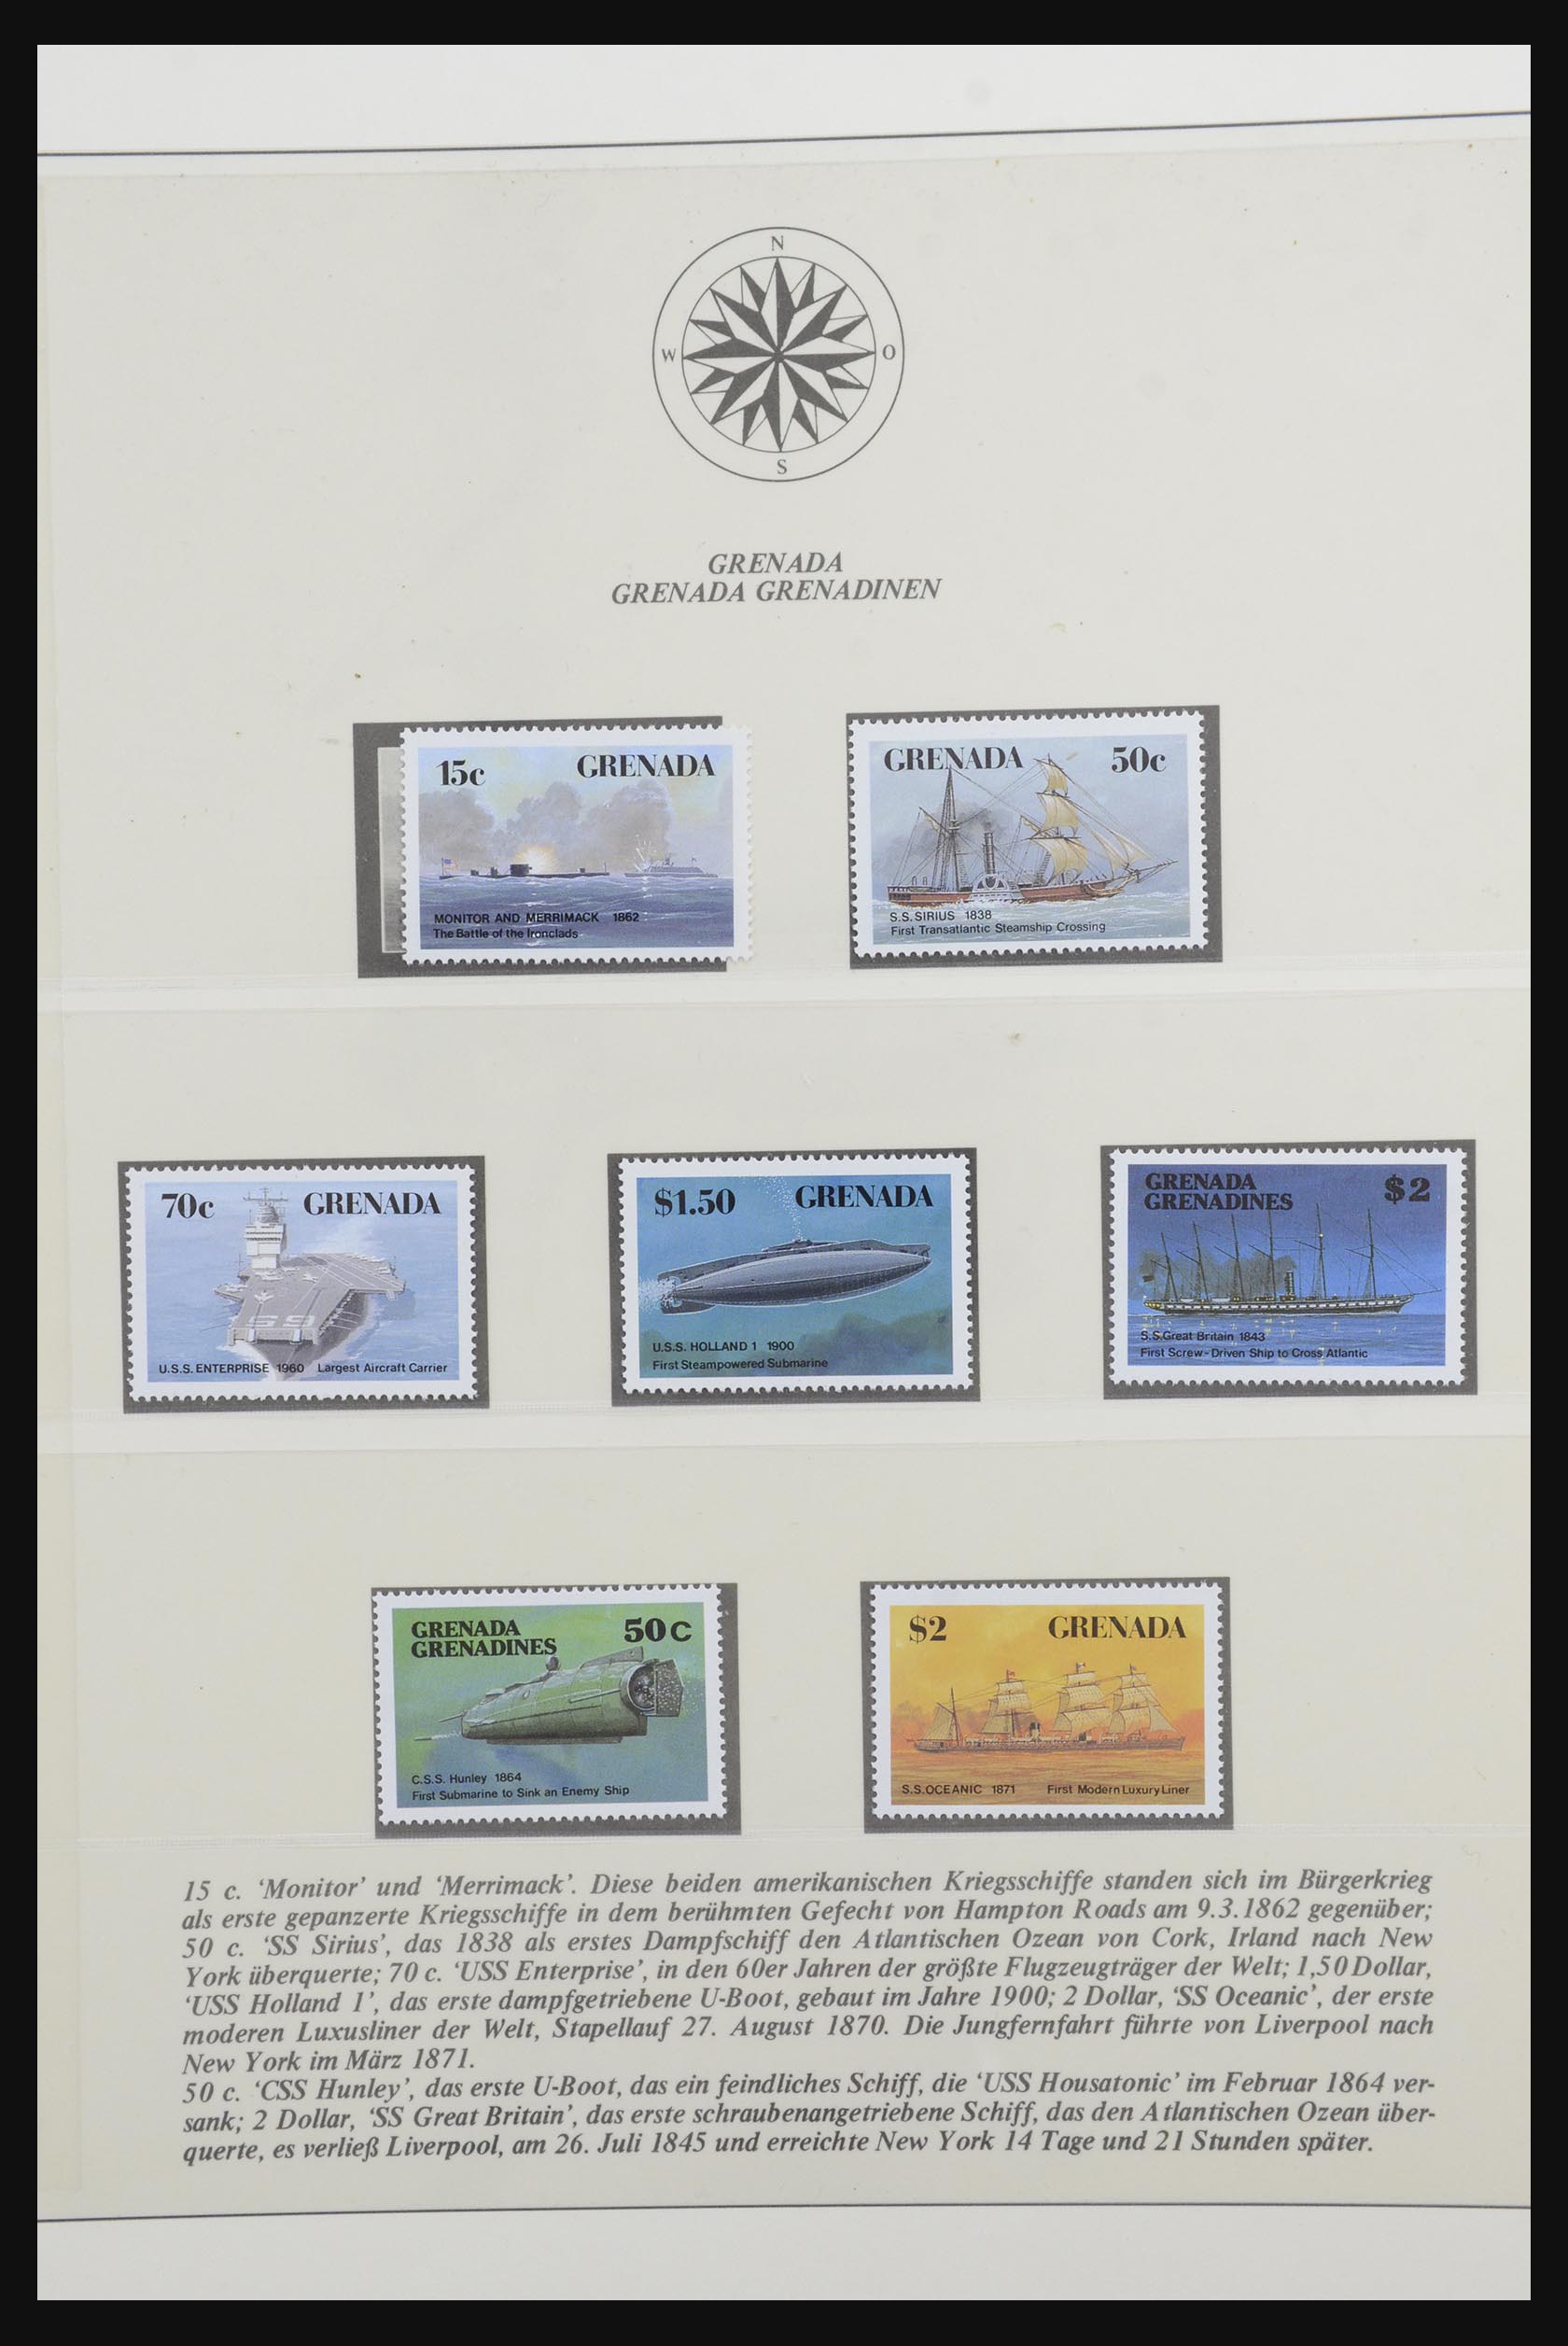 N
W
O
S
GRENADA
GRENADA GRENADINEN
15c GRENADA
MONITOR AND MERRIMACK 1862
The Battle of the Ironclads
GRENADA 50c
S.S. SIRIUS 1838
First Transatlantic Steamship Crossing
70c GRENADA
65
U.S.S. ENTERPRISE 1960 Largest Aircraft Carrier
$1.50 GRENADA
U.S.S. HOLLAND 1 1900
First Steampowered Submarine
GRENADA
GRENADINES $2
S.S.Great Britain 1843
First Screw-Driven Ship to Cross Atlantic
GRENADA
GRENADINES 50c
C.S.S. Hunley 1864
First Submarine to Sink an Enemy Ship
$2 GRENADA
S.S.OCEANIC 1871 First Modern Luxury Liner
15 c. ‘Monitor’ und ‘Merrimack’. Diese beiden amerikanischen Kriegsschiffe standen sich im Bürgerkrieg
als erste gepanzerte Kriegsschiffe in dem berühmten Gefecht von Hampton Roads am 9.3.1862 gegenüber;
50 c. ‘SS Sirius’, das 1838 als erstes Dampfschiff den Atlantischen Ozean von Cork, Irland nach New
York überquerte; 70 c. ‘USS Enterprise’, in den 60er Jahren der größte Flugzeugträger der Welt; 1,50 Dollar,
‘USS Holland 1’, das erste dampfgetriebene U-Boot, gebaut im Jahre 1900; 2 Dollar, ‘SS Oceanic’, der erste
moderen Luxusliner der Welt, Stapellauf 27. August 1870. Die Jungfernfahrt führte von Liverpool nach
New York im März 1871.
50 c. ‘CSS Hunley’, das erste U-Boot, das ein feindliches Schiff, die ‘USS Housatonic’ im Februar 1864 ver-
sank; 2 Dollar, ‘SS Great Britain’, das erste schraubenangetriebene Schiff, das den Atlantischen Ozean über-
querte, es verließ Liverpool, am 26. Juli 1845 und erreichte New York 14 Tage und 21 Stunden später.